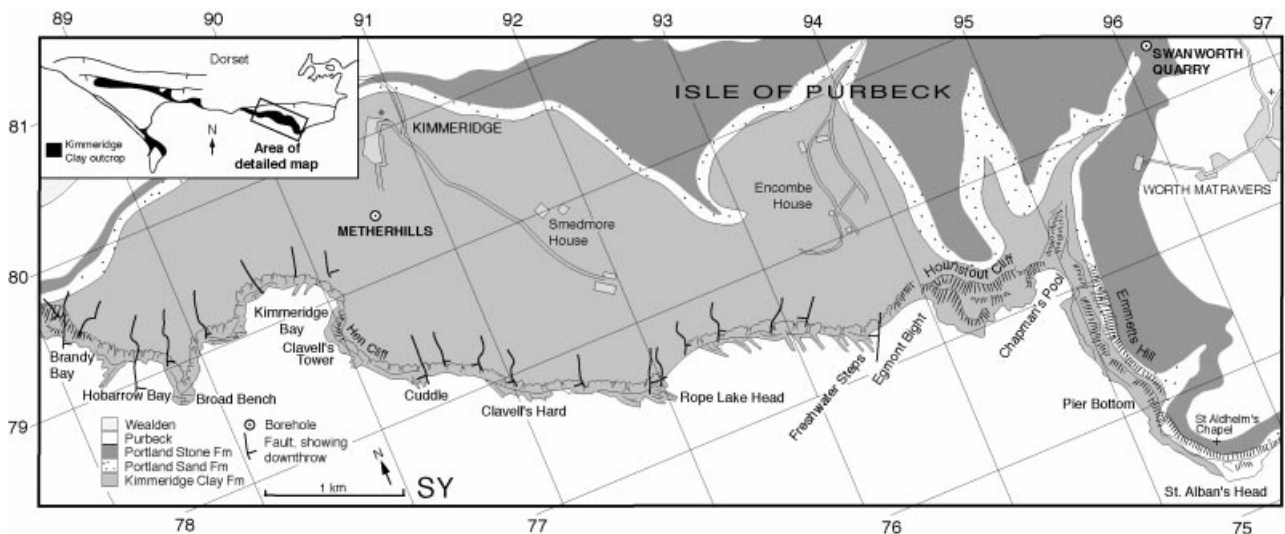 89
90
91
92
93
94
95
96
97
Dorset
N
Kimmeridge
Clay outcrop
Area of
detailed map
81
80
79
ISLE OF PURBECK
SWANWORTH
QUARRY
KIMMERIDGE
METHERHILLS
Smedmore
House
Encombe
House
WORTH MATRAVERS
Kimmeridge
Bay
Clavell's
Tower
Hen Cliff
Brandy
Bay
Hobarrow Bay
Broad Bench
Cuddle
Clavell's Hard
Rope Lake Head
Freshwater Steps
Egmont Bight
Hounstout Cliff
Chapman's Pool
Emmetts Hill
Pier Bottom
St Aldhelm's
Chapel
St. Alban's Head
Wealden
Purbeck
Portland Stone Fm
Portland Sand Fm
Kimmeridge Clay Fm
Borehole
Fault, showing
downthrow
N
1 km
SY
78
77
76
75